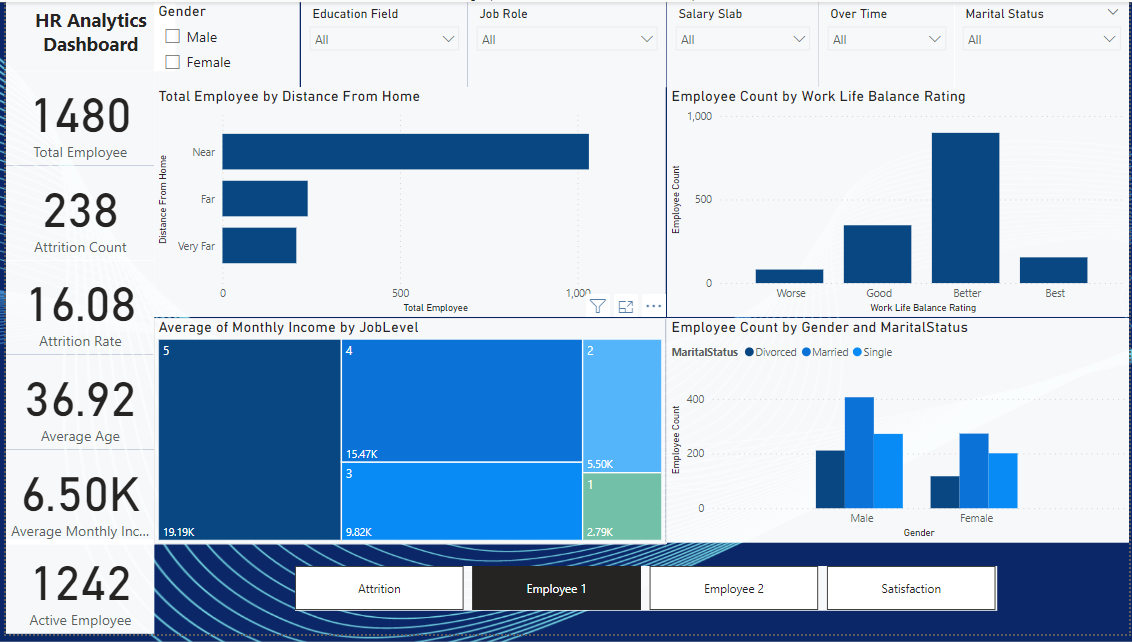 HR Analytics
Dashboard
Gender
Male
Female
Education Field
All
Job Role
All
Salary Slab
All
Over Time
All
Marital Status
All
1480
Total Employee
238
Attrition Count
16.08
Attrition Rate
36.92
Average Age
6.50K
Average Monthly Inc...
1242
Active Employee
Total Employee by Distance From Home
Distance From Home
Near
Far
Very Far
0
500
1,000
Total Employee
Employee Count by Work Life Balance Rating
Employee Count
1,000
500
0
Worse
Good
Better
Best
Work Life Balance Rating
Average of Monthly Income by JobLevel
5
19.19K
4
15.47K
3
9.82K
2
5.50K
1
2.79K
Employee Count by Gender and MaritalStatus
MaritalStatus Divorced Married Single
Employee Count
400
200
0
Male
Female
Gender
Attrition
Employee 1
Employee 2
Satisfaction